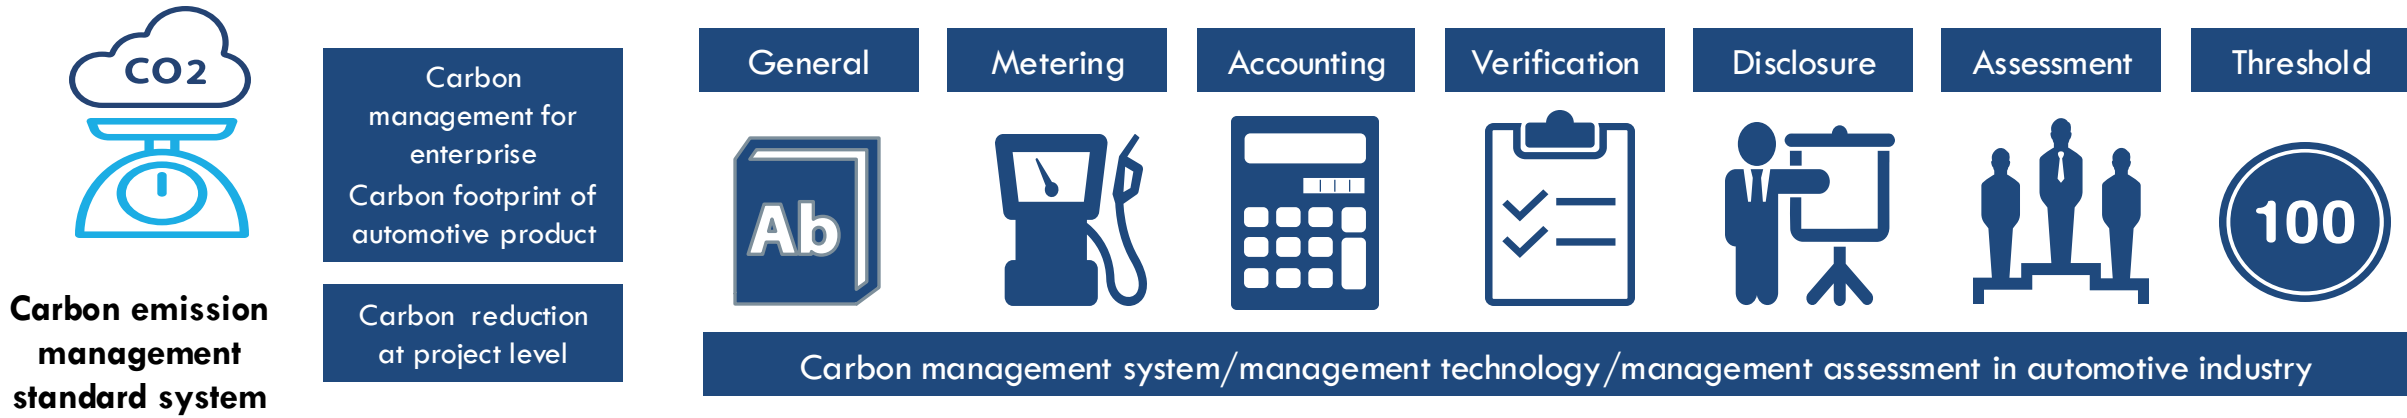 CO2
Carbon emission
management
standard system
Carbon
management for
enterprise
Carbon footprint of
automotive product
Carbon reduction
at project level
General
Metering
Accounting
Verification
Disclosure
Assessment
Threshold
Ab
100
Carbon management system/management technology/management assessment in automotive industry